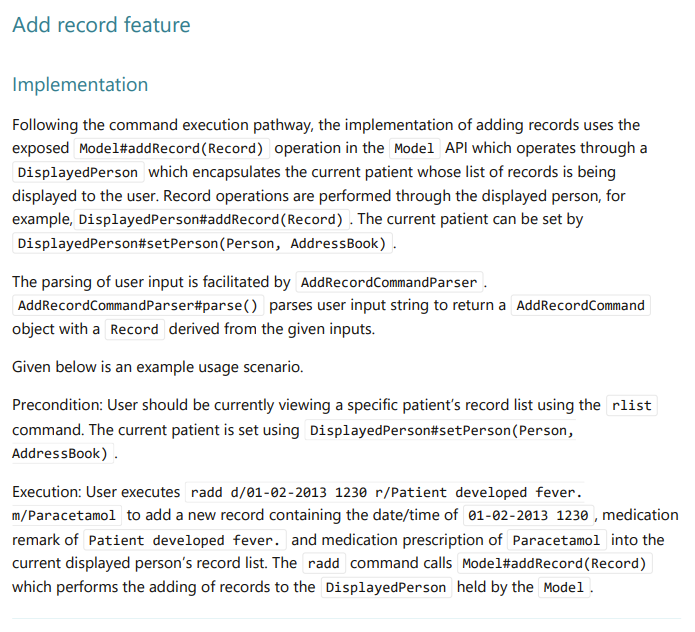 Add record feature
Implementation
Following the command execution pathway, the implementation of adding records uses the
exposed Model#addRecord(Record) operation in the Model API which operates through a
DisplayedPerson which encapsulates the current patient whose list of records is being
displayed to the user. Record operations are performed through the displayed person, for
example, DisplayedPerson#addRecord(Record) . The current patient can be set by
DisplayedPerson#setPerson(Person, AddressBook) .
The parsing of user input is facilitated by AddRecordCommandParser .
AddRecordCommandParser#parse() parses user input string to return a AddRecordCommand
object with a Record derived from the given inputs.
Given below is an example usage scenario.
Precondition: User should be currently viewing a specific patient’s record list using the rlist
command. The current patient is set using DisplayedPerson#setPerson(Person,
AddressBook) .
Execution: User executes radd d/01-02-2013 1230 r/Patient developed fever.
m/Paracetamol to add a new record containing the date/time of 01-02-2013 1230 , medication
remark of Patient developed fever. and medication prescription of Paracetamol into the
current displayed person’s record list. The radd command calls Model#addRecord(Record)
which performs the adding of records to the DisplayedPerson held by the Model .